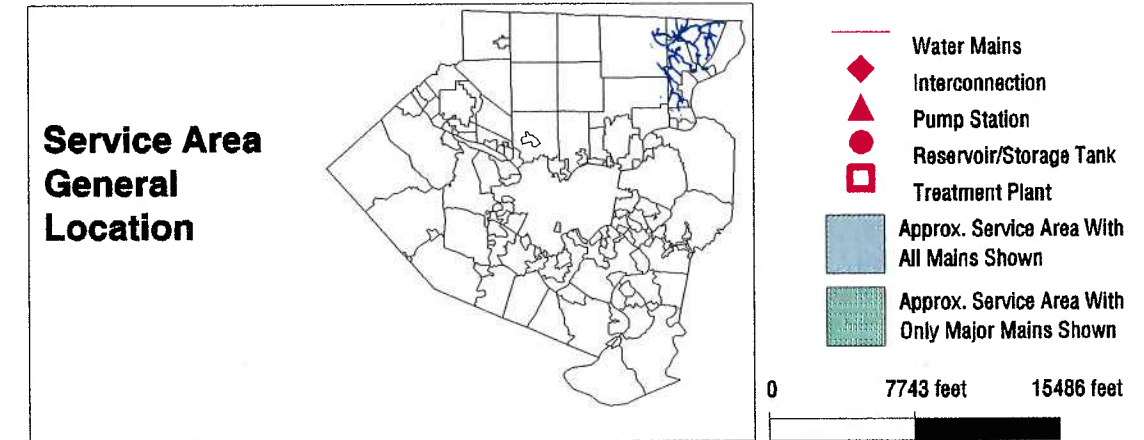 Service Area
General
Location
Water Mains
Interconnection
Pump Station
Reservoir/Storage Tank
Treatment Plant
Approx. Service Area With
All Mains Shown
Approx. Service Area With
Only Major Mains Shown
0 7743 feet 15486 feet